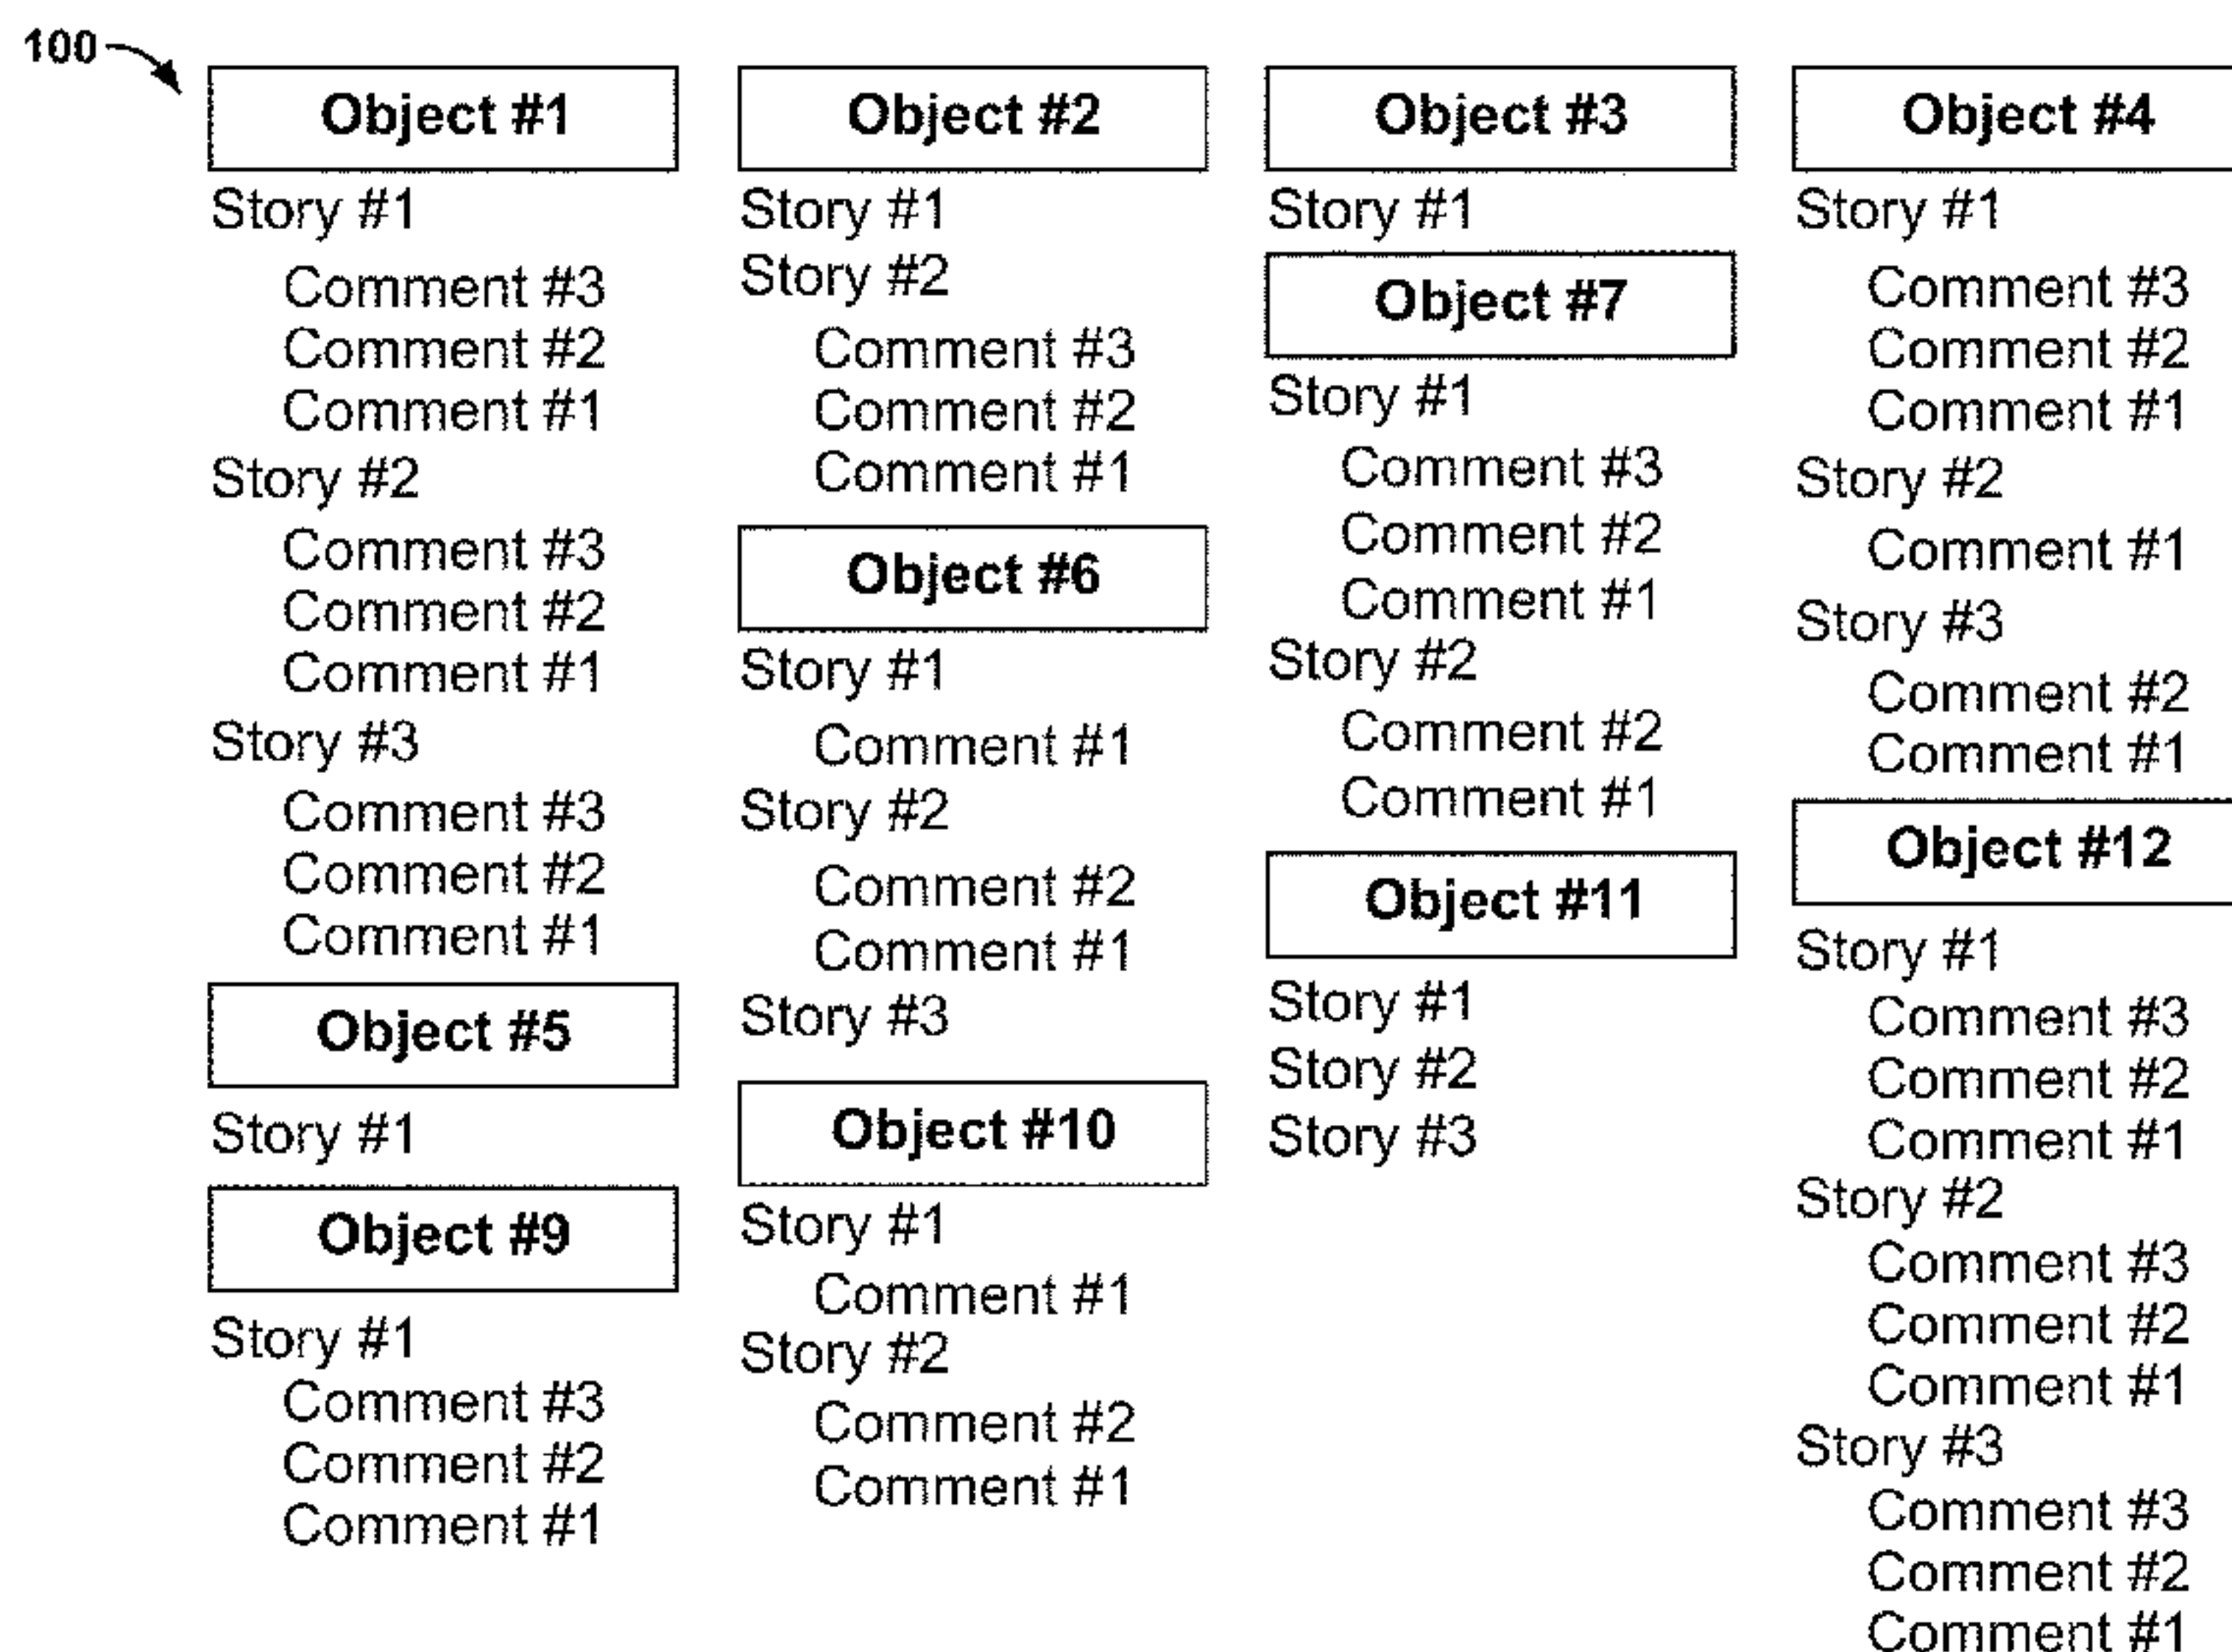 100
Object #1
Story #1
Comment #3
Comment #2
Comment #1
Story #2
Comment #3
Comment #2
Comment #1
Story #3
Comment #3
Comment #2
Comment #1
Object #5
Story #1
Object #9
Story #1
Comment #3
Comment #2
Comment #1
Object #2
Story #1
Story #2
Comment #3
Comment #2
Comment #1
Object #6
Story #1
Comment #1
Story #2
Comment #2
Comment #1
Story #3
Object #10
Story #1
Comment #1
Story #2
Comment #2
Comment #1
Object #3
Story #1
Object #7
Story #1
Comment #3
Comment #2
Comment #1
Story #2
Comment #2
Comment #1
Object #11
Story #1
Story #2
Story #3
Object #4
Story #1
Comment #3
Comment #2
Comment #1
Story #2
Comment #1
Story #3
Comment #2
Comment #1
Object #12
Story #1
Comment #3
Comment #2
Comment #1
Story #2
Comment #3
Comment #2
Comment #1
Story #3
Comment #3
Comment #2
Comment #1